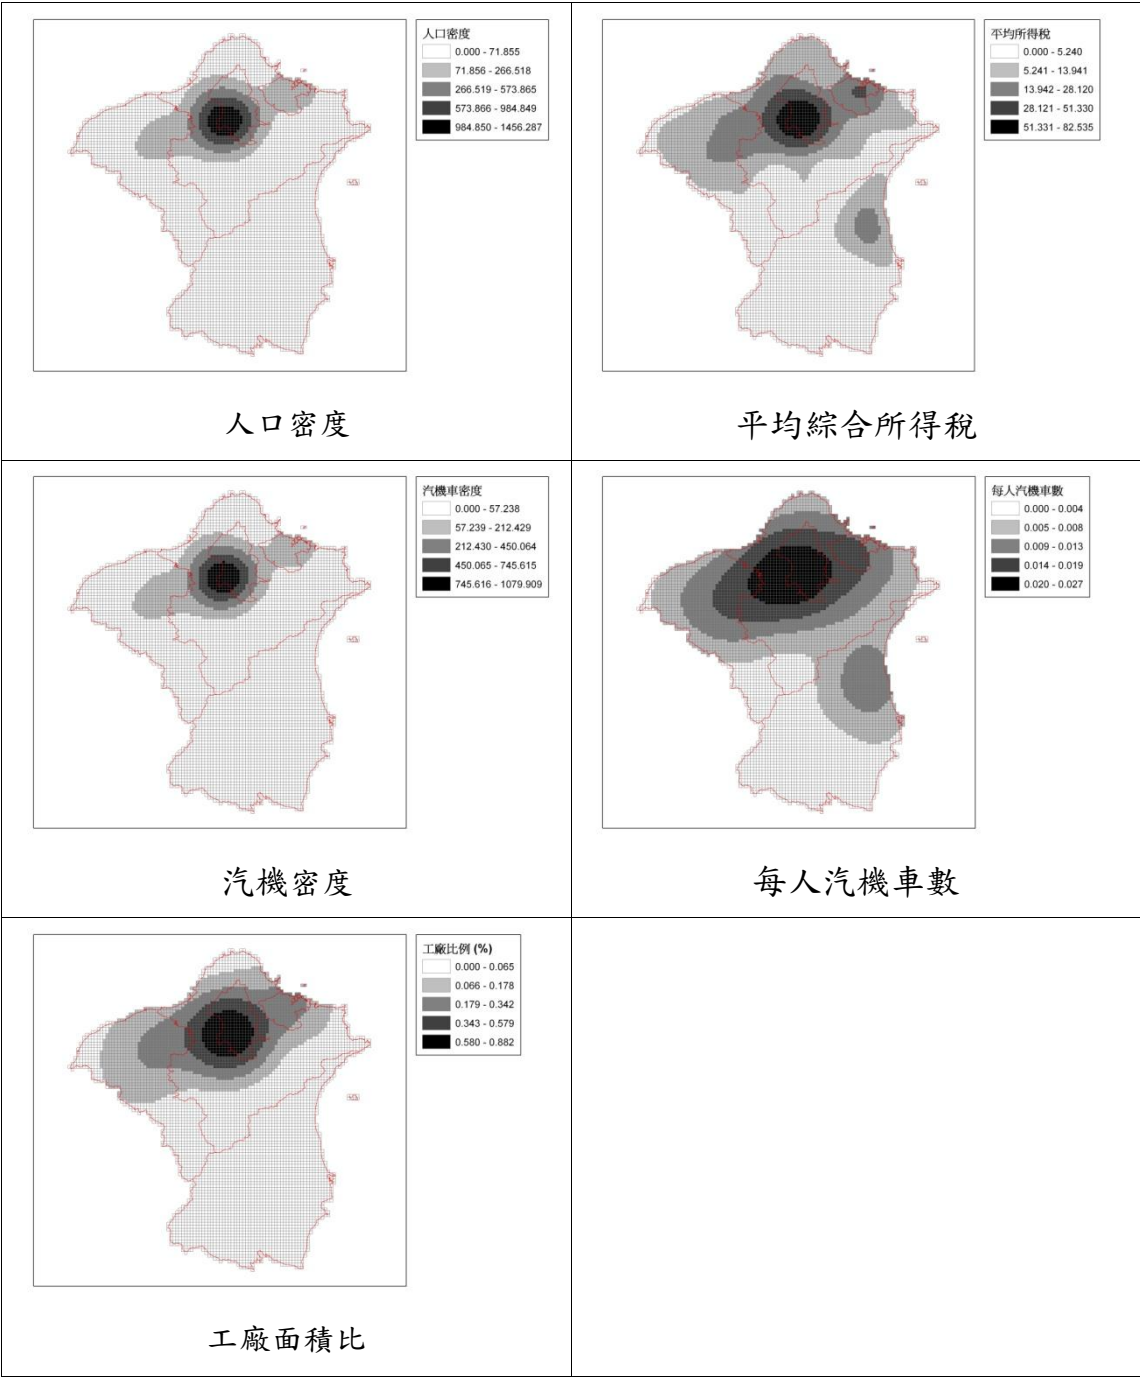 人口密度
0.000 - 71.855
71.856 - 266.518
266.519 - 573.865
573.866 - 984.849
984.850 - 1456.287
人口密度
平均所得稅
0.000 - 5.240
5.241 - 13.941
13.942 - 28.120
28.121 - 51.330
51.331 - 82.535
平均綜合所得稅
汽機車密度
0.000 - 57.238
57.239 - 212.429
212.430 - 450.064
450.065 - 745.615
745.616 - 1079.909
汽機密度
每人汽機車數
0.000 - 0.004
0.005 - 0.008
0.009 - 0.013
0.014 - 0.019
0.020 - 0.027
每人汽機車數
工廠比例 (%)
0.000 - 0.065
0.066 - 0.178
0.179 - 0.342
0.343 - 0.579
0.580 - 0.882
工廠面積比